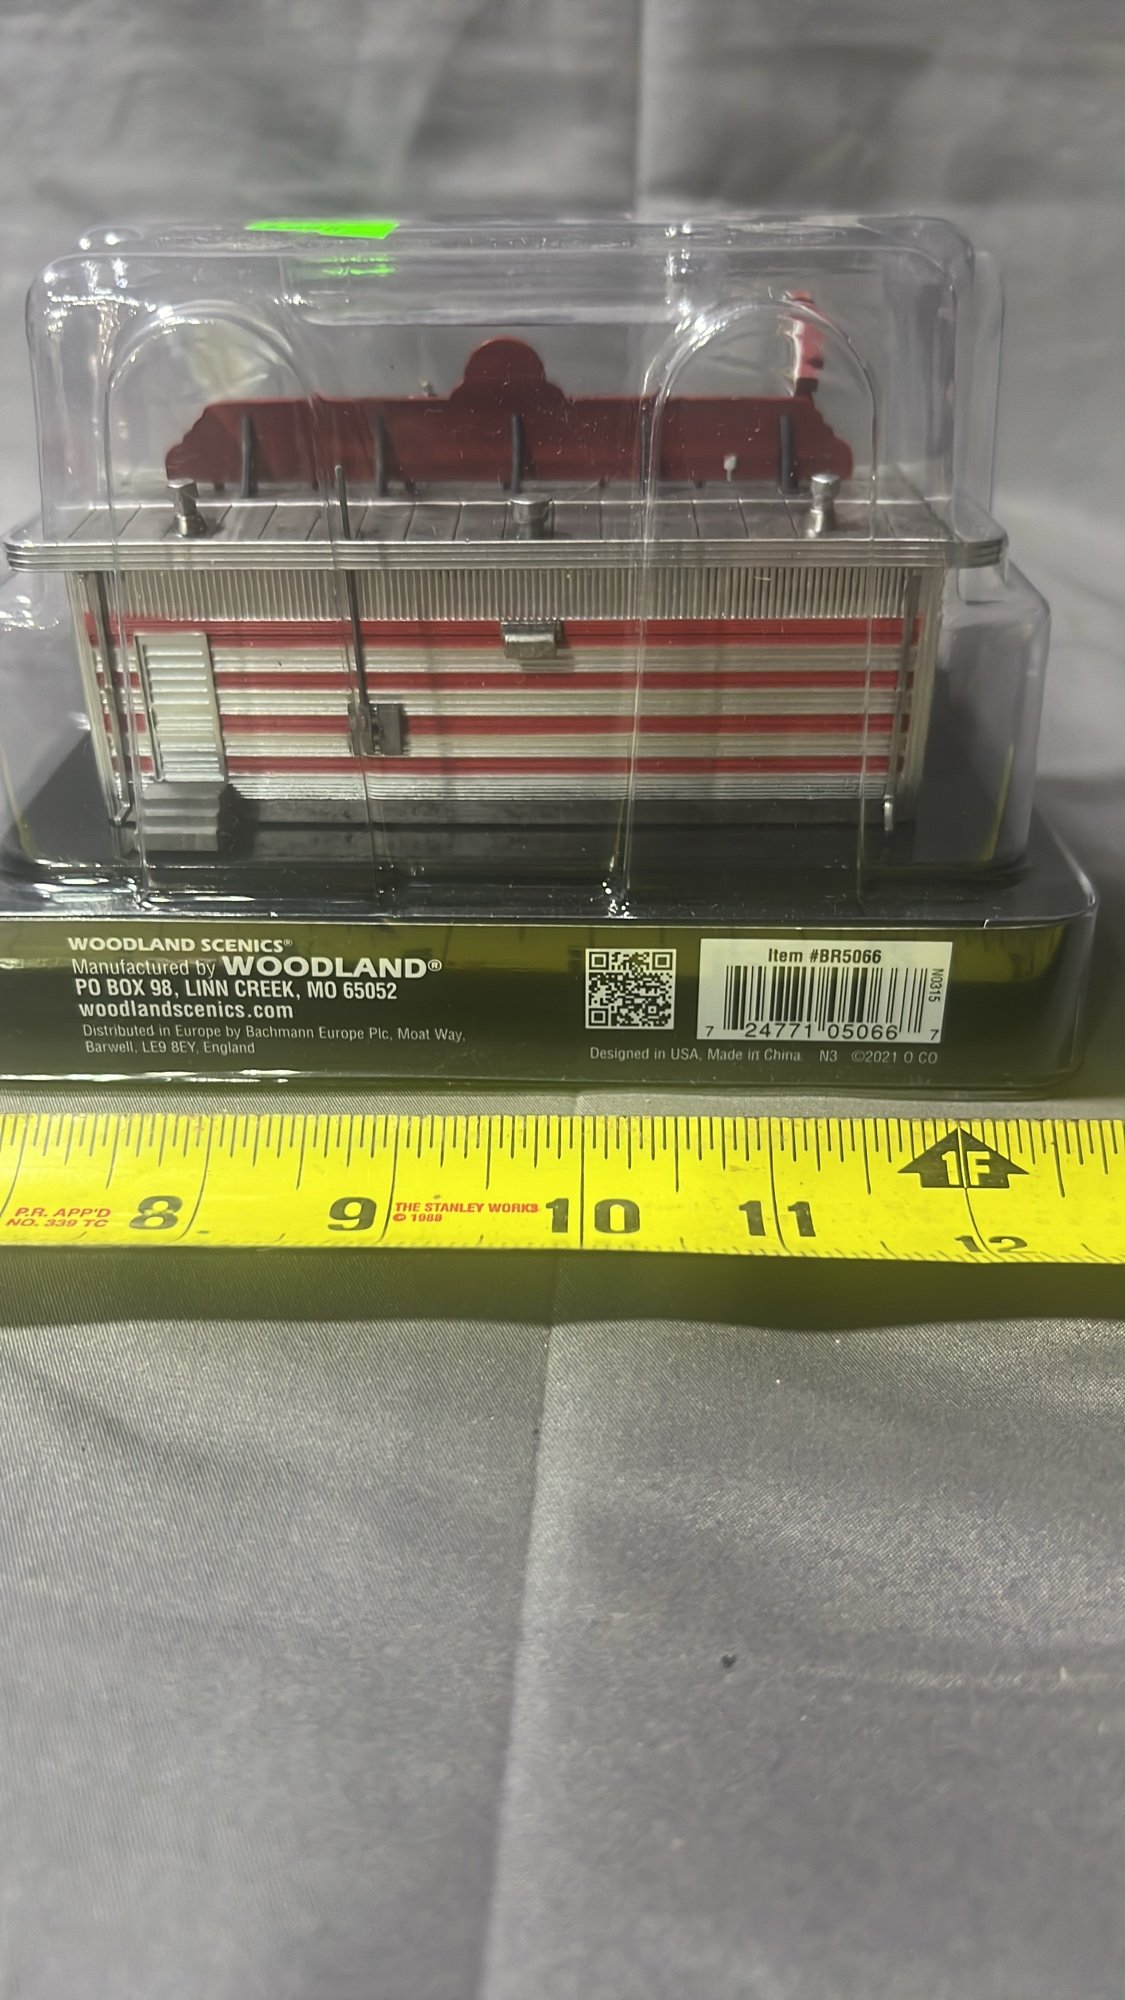 WOODLAND SCENICS®
Manufactured by WOODLAND®
PO BOX 98, LINN CREEK, MO 65052
woodlandscenics.com
Distributed in Europe by Bachmann Europe Plc, Moat Way,
Barwell, LE9 8EY, England
Item #BR5066
N0315
7 24771 05066 7
Designed in USA, Made in China N3 ©2021 O CO
1F
P.R. APP'D
NO. 339 TC
8 9
THE STANLEY WORKS
© 1988
10 11 12